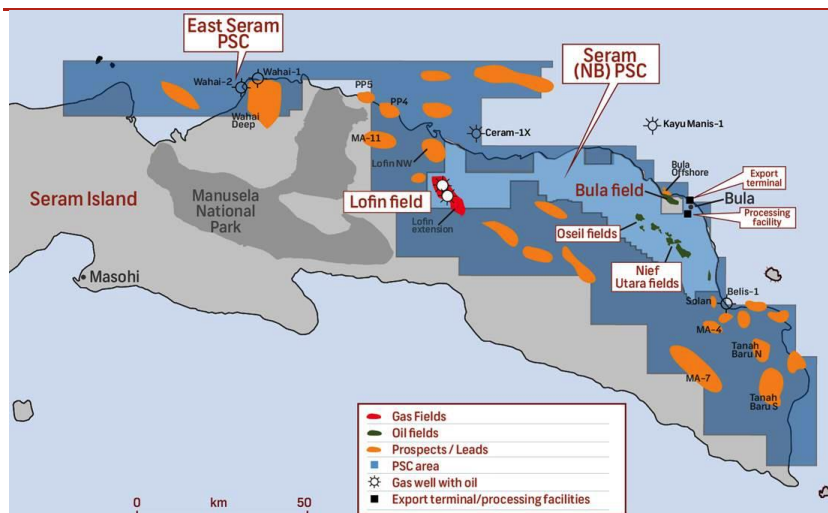 East Seram
PSC
Seram
(NB) PSC
Wahai-2
Wahai-1
Wahai
Deep
PP5
PP4
MA-11
Lofin NW
Ceram-1X
Kayu Manis-1
Bula
Offshore
Export
terminal
Bula field
Bula
Processing
facility
Seram Island
Manusela
National
Park
Lofin field
Lofin
extension
Oseil fields
Nief
Utara fields
Masohi
Solan
Belis-1
MA-4
Tanah
Baru N
MA-7
Tanah
Baru S
Gas Fields
Oil fields
Prospects / Leads
PSC area
Gas well with oil
Export terminal/processing facilities
0 km 50